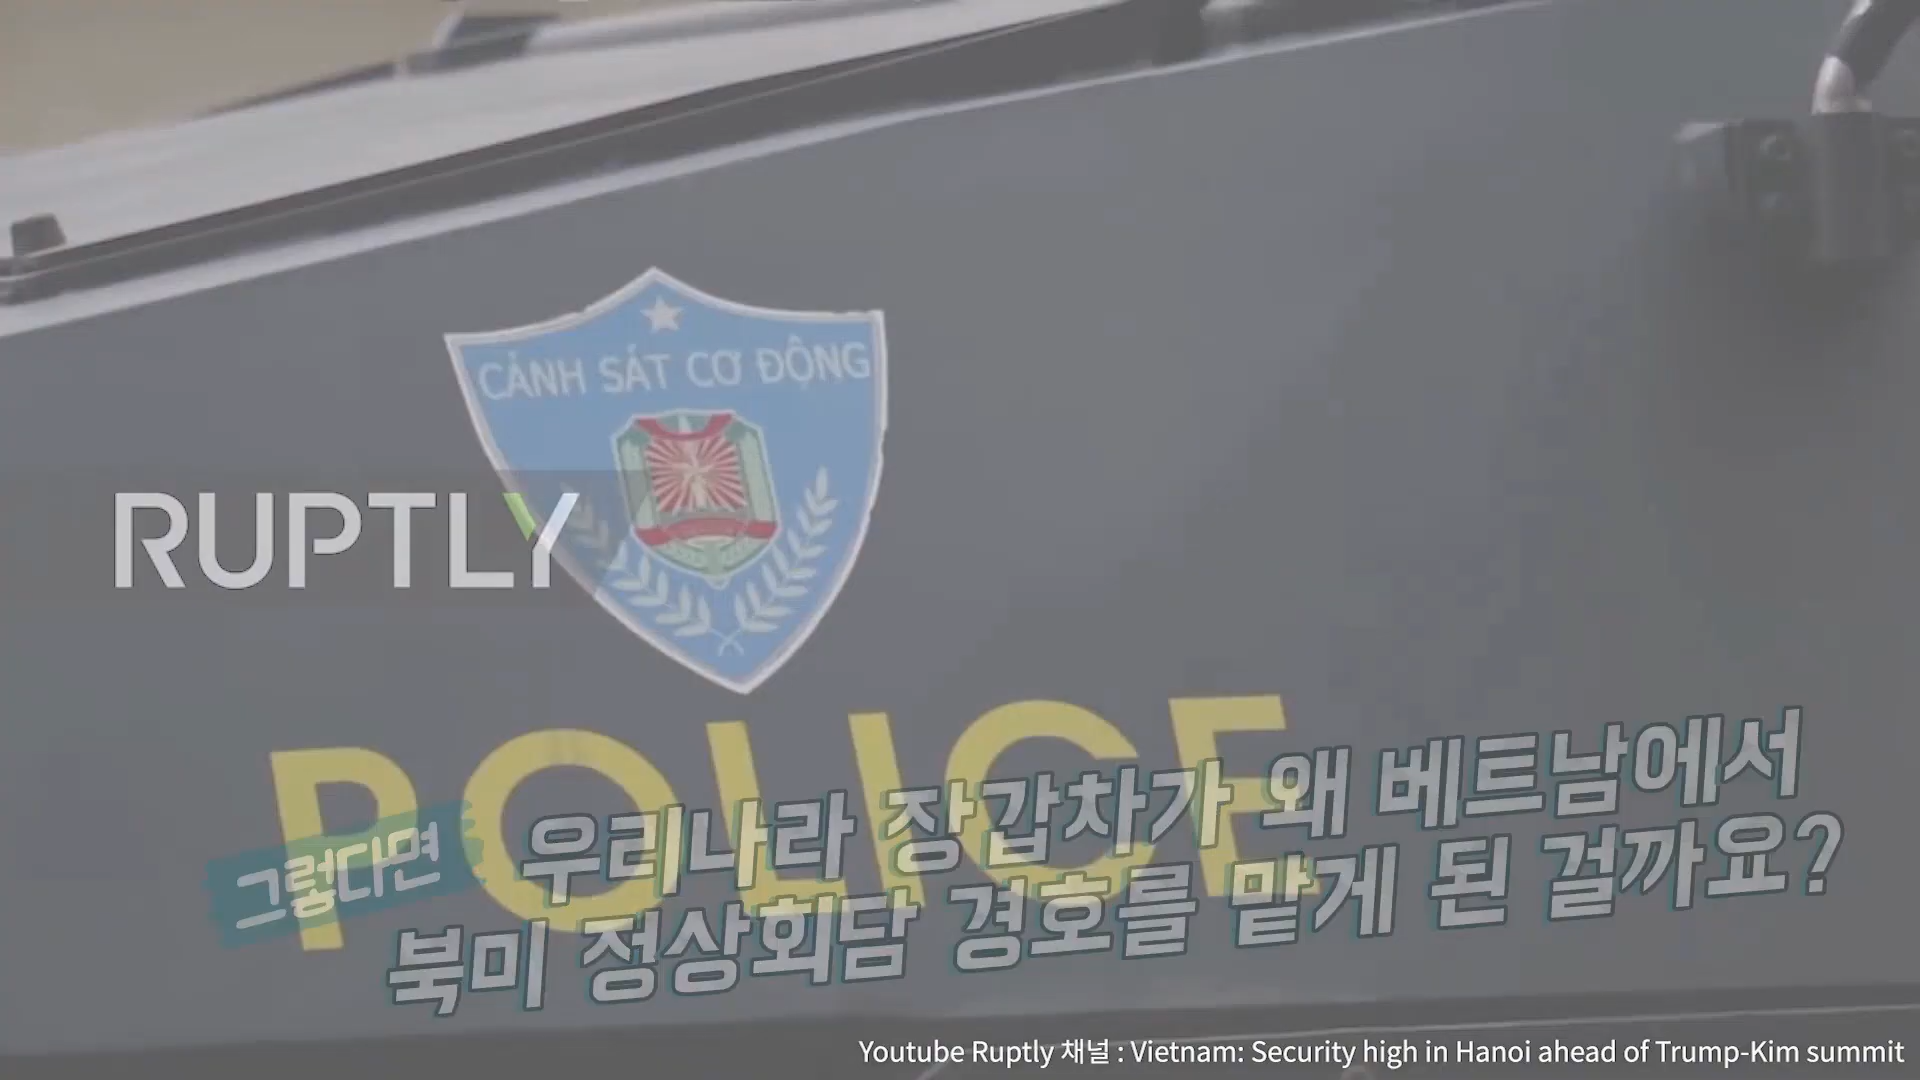 CẢNH SÁT CƠ ĐỘNG
RUPTLY
POLICE
그렇다면 우리나라 장갑차가 왜 베트남에서
북미 정상회담 경호를 맡게 된 걸까요?
Youtube Ruptly 채널 : Vietnam: Security high in Hanoi ahead of Trump-Kim summit